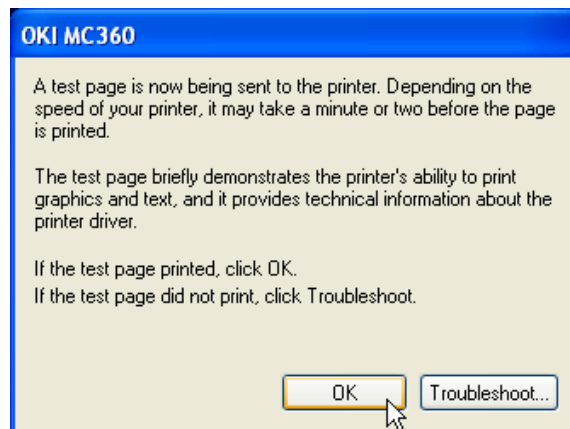 OKI MC360
A test page is now being sent to the printer. Depending on the
speed of your printer, it may take a minute or two before the page
is printed.
The test page briefly demonstrates the printer's ability to print
graphics and text, and it provides technical information about the
printer driver.
If the test page printed, click OK.
If the test page did not print, click Troubleshoot.
OK Troubleshoot...